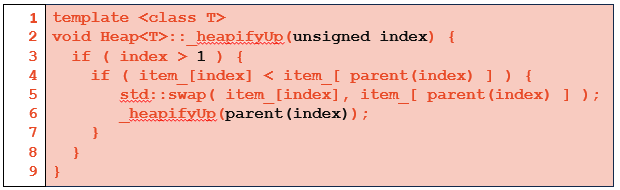 1 template <class T>
2 void Heap<T>::_heapifyUp(unsigned index) {
3 if ( index > 1 ) {
4 if ( item_[index] < item_[ parent(index) ] ) {
5 std::swap( item_[index], item_[ parent(index) ] );
6 _heapifyUp(parent(index));
7 }
8 }
9 }